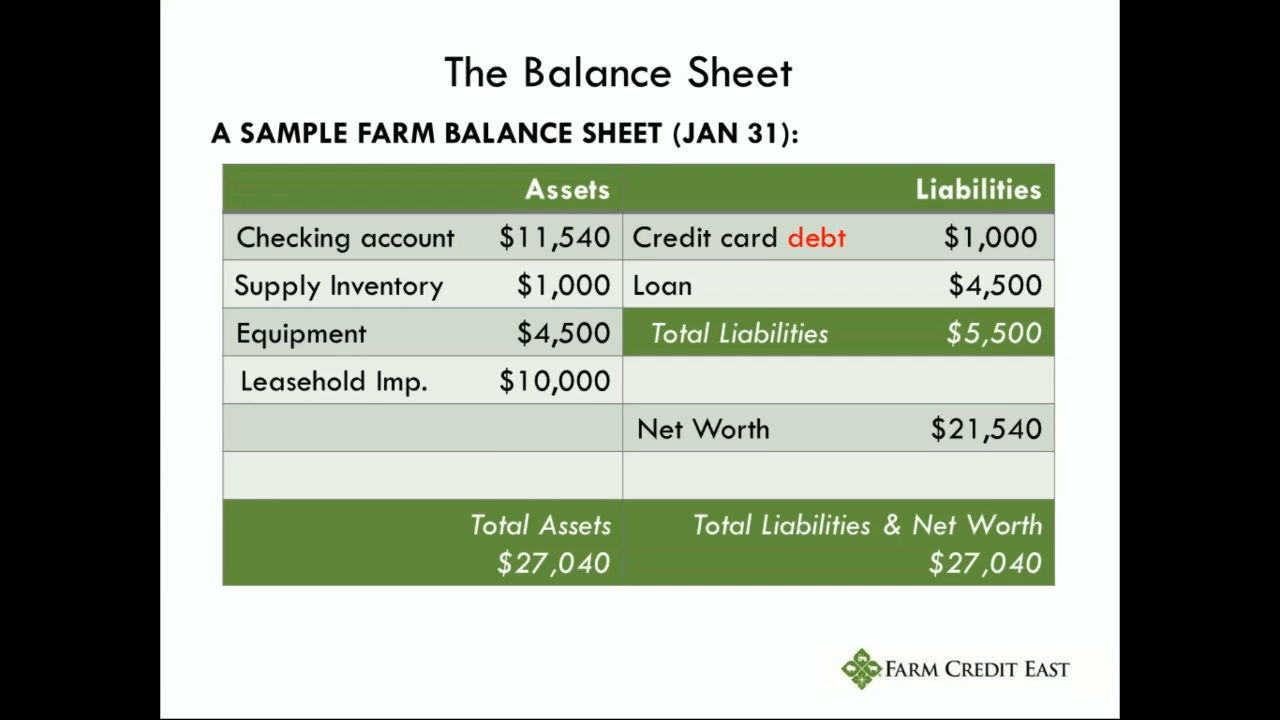 The Balance Sheet
A SAMPLE FARM BALANCE SHEET (JAN 31):
Assets Liabilities
Checking account $11,540 Credit card debt $1,000
Supply Inventory $1,000 Loan $4,500
Equipment $4,500 Total Liabilities $5,500
Leasehold Imp. $10,000
Net Worth $21,540
Total Assets Total Liabilities & Net Worth
$27,040 $27,040
FARM CREDIT EAST